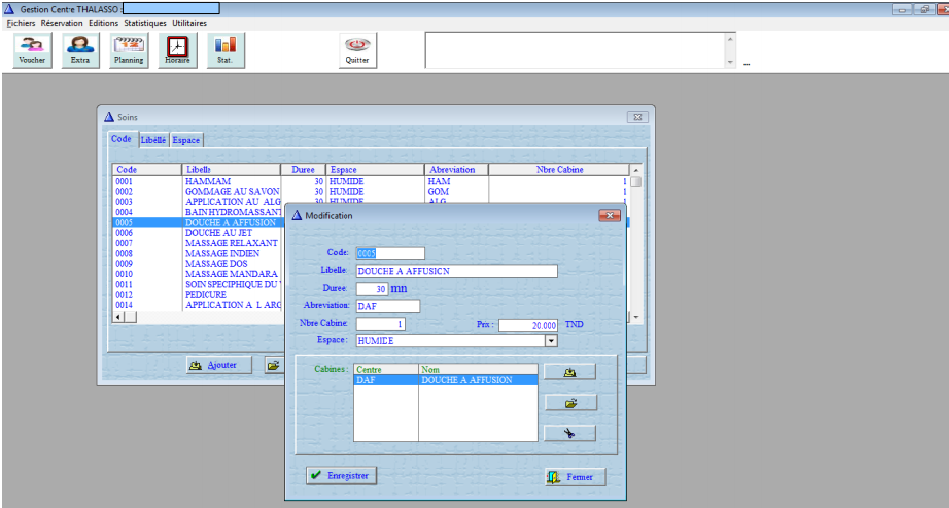 Gestion Centre THALASSO :
Fichiers Réservation Editions Statistiques Utilitaires
Voucher Extra Planning Horaire Stat. Quitter
...
Soins
Code Libéllé Espace
Code Libelle Duree Espace Abreviation Nbre Cabine
0001 HAMMAM 30 HUMIDE HAM 1
0002 GOMMAGE AU SAVON 30 HUMIDE GOM 1
0003 APPLICATION AU ALG 30 HUMIDE ALG 1
0004 BAIN HYDROMASSANT
0005 DOUCHE A AFFUSION
0006 DOUCHE AU JET
0007 MASSAGE RELAXANT
0008 MASSAGE INDIEN
0009 MASSAGE DOS
0010 MASSAGE MANDARA
0011 SOIN SPECIPHIQUE DU
0012 PEDICURE
0014 APPLICATION A L ARG
Ajouter
Modification
Code: 0005
Libelle DOUCHE A AFFUSION
Duree 30 mn
Abreviation: DAF
Nbre Cabine: 1 Prx : 20.000 TND
Espace : HUMIDE
Cabines : Centre Nom
DAF DOUCHE A AFFUSION
Enregistrer Fermer